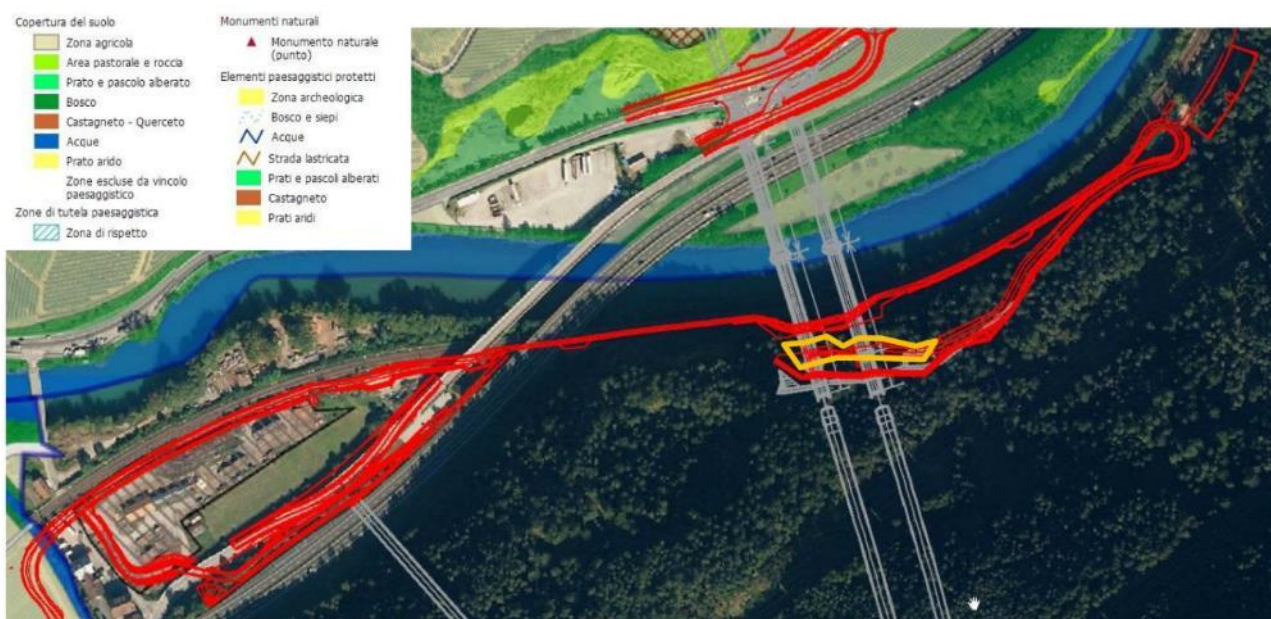 Copertura del suolo
Zona agricola
Area pastorale e roccia
Prato e pascolo alberato
Bosco
Castagneto - Querceto
Acque
Prato arido
Zone escluse da vincolo
paesaggistico
Zone di tutela paesaggistica
Zona di rispetto
Monumenti naturali
Monumento naturale
(punto)
Elementi paesaggistici protetti
Zona archeologica
Bosco e siepi
Acque
Strada lastricata
Prati e pascoli alberati
Castagneto
Prati aridi